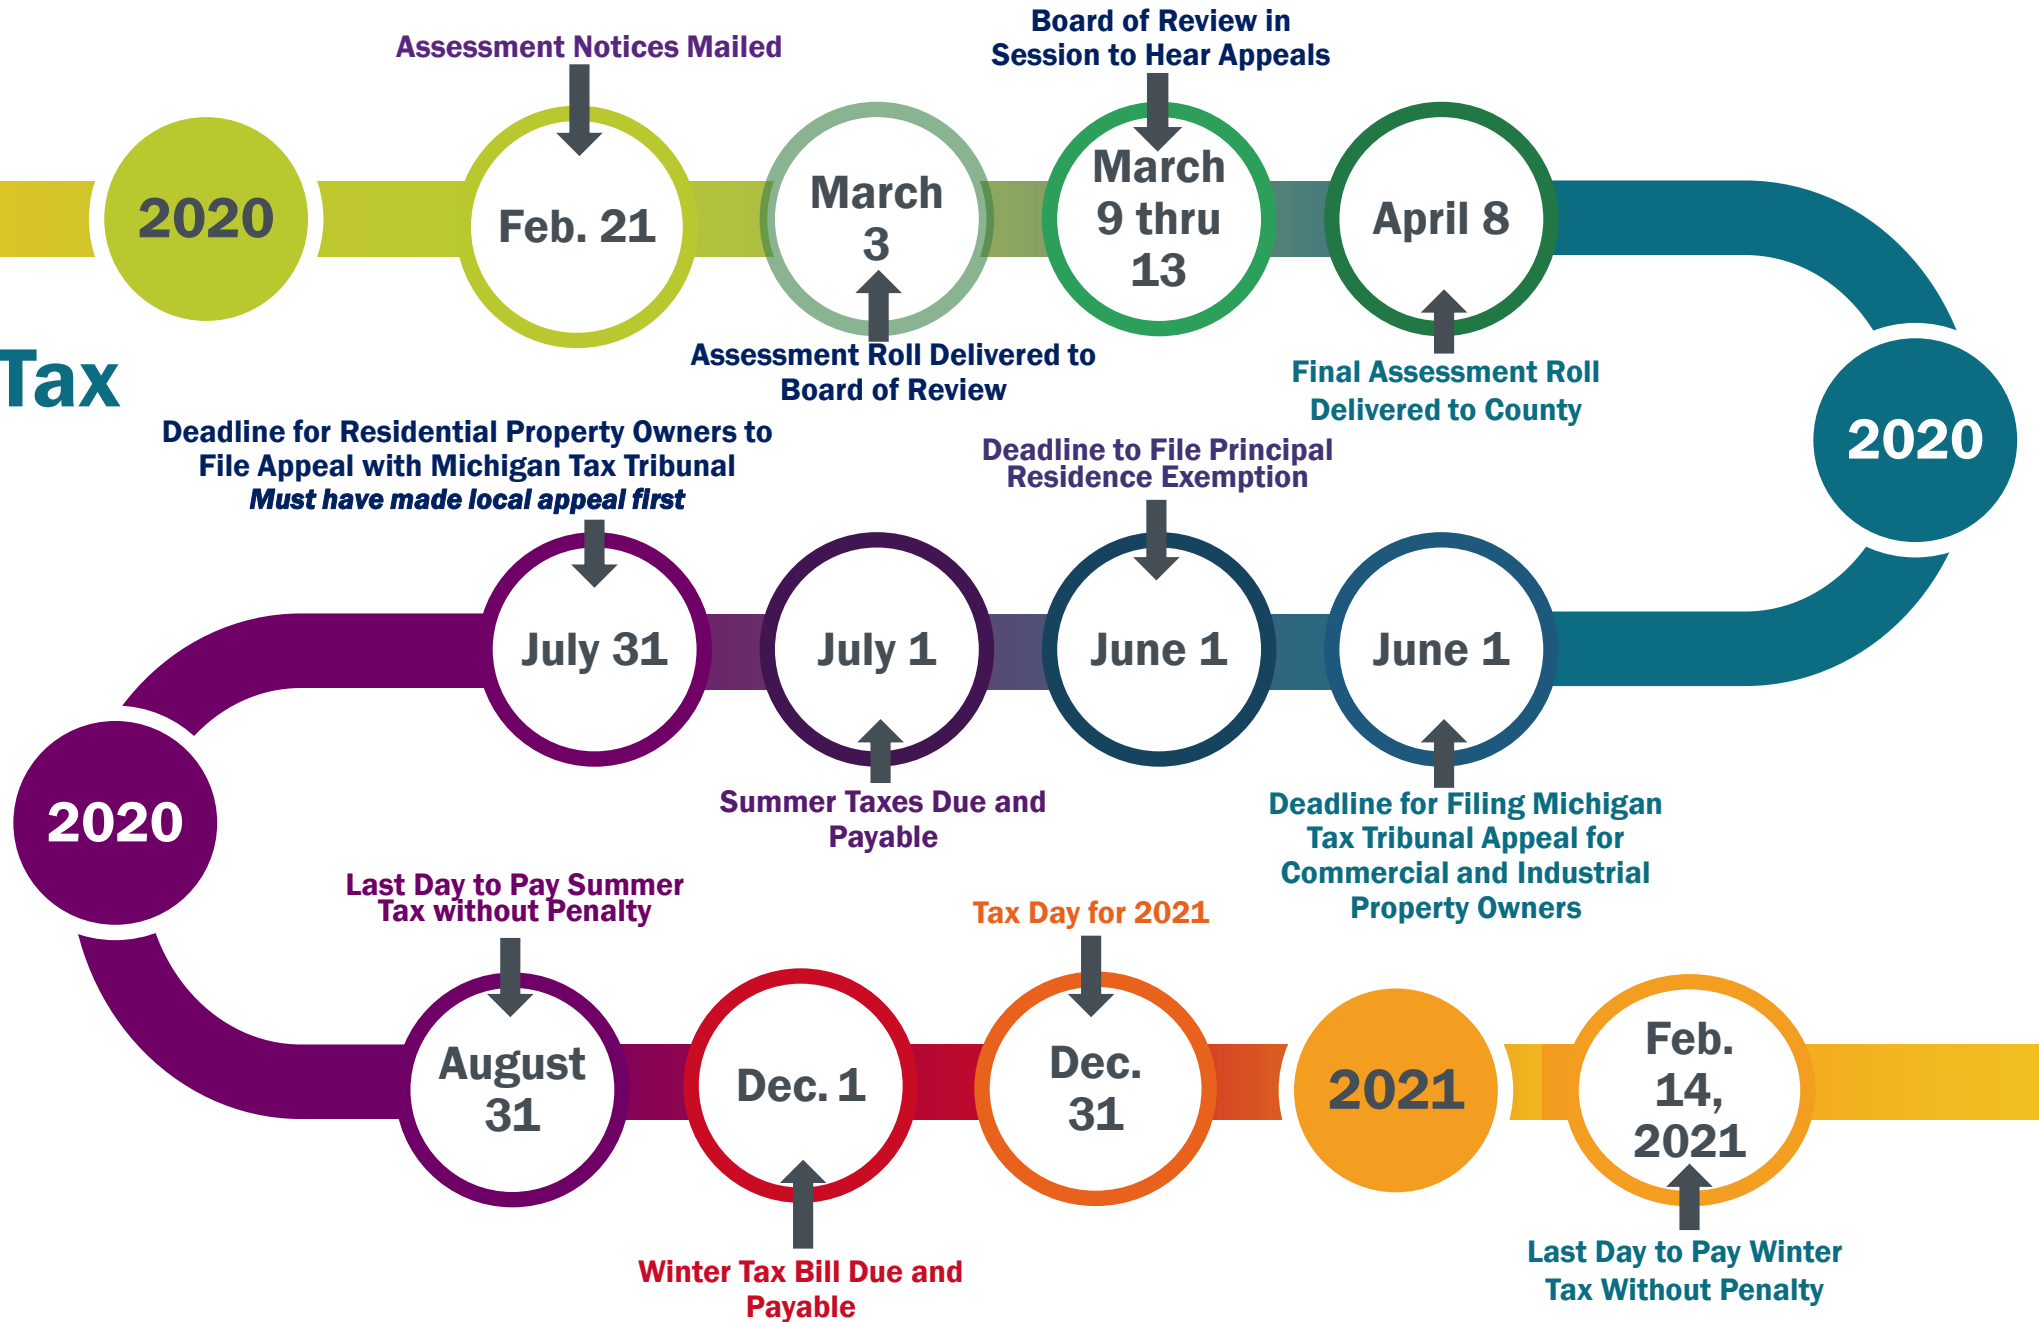 Assessment Notices Mailed
Board of Review in
Session to Hear Appeals
2020
Feb. 21
March
3
March
9 thru
13
April 8
Assessment Roll Delivered to
Board of Review
Final Assessment Roll
Delivered to County
Tax
2020
Deadline for Residential Property Owners to
File Appeal with Michigan Tax Tribunal
Must have made local appeal first
Deadline to File Principal
Residence Exemption
July 31
July 1
June 1
June 1
Summer Taxes Due and
Payable
Deadline for Filing Michigan
Tax Tribunal Appeal for
Commercial and Industrial
Property Owners
2020
Last Day to Pay Summer
Tax without Penalty
Tax Day for 2021
August
31
Dec. 1
Dec.
31
2021
Feb.
14,
2021
Winter Tax Bill Due and
Payable
Last Day to Pay Winter
Tax Without Penalty